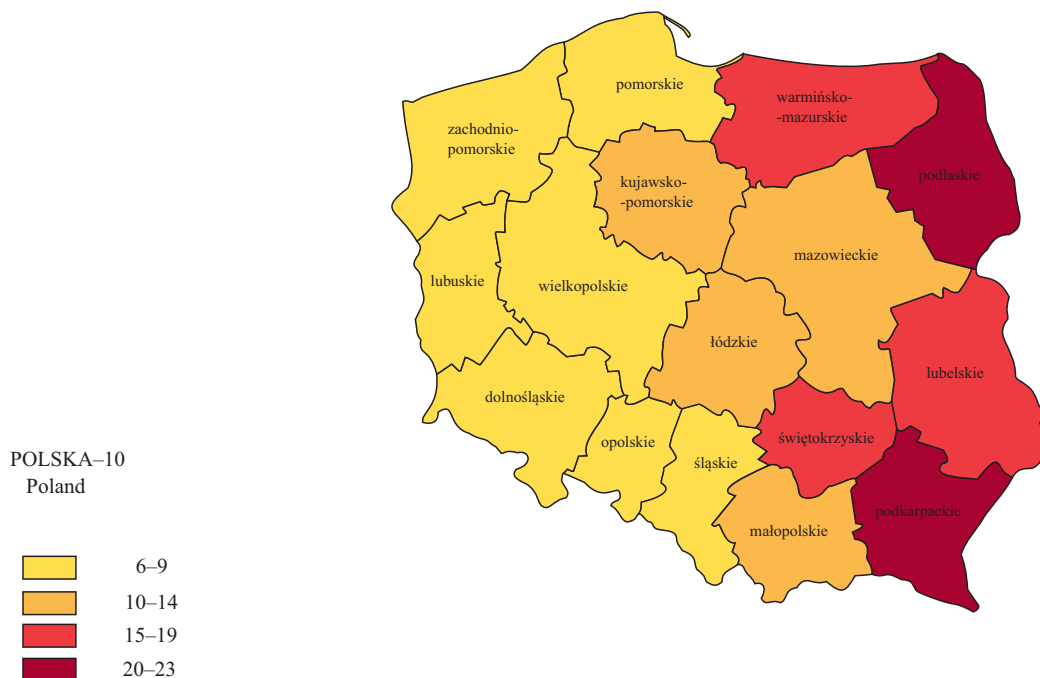 pomorskie
warmińsko-
-mazurskie
zachodnio-
pomorskie
podlaskie
kujawsko-
-pomorskie
mazowieckie
lubuskie
wielkopolskie
łódzkie
lubelskie
dolnośląskie
opolskie
świętokrzyskie
śląskie
podkarpackie
małopolskie
POLSKA–10
Poland
6–9
10–14
15–19
20–23